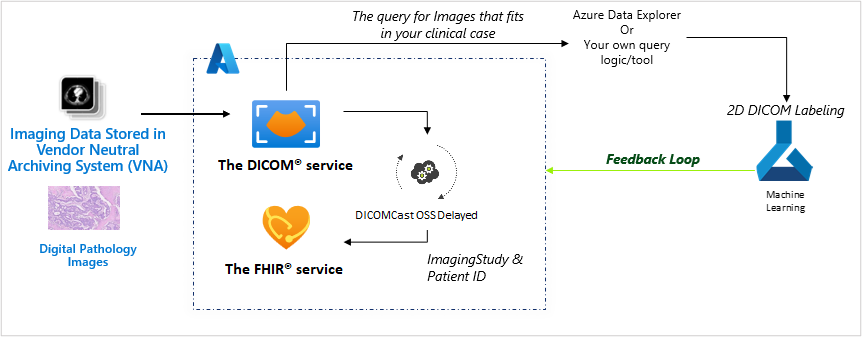 The query for Images that fits
in your clinical case
Azure Data Explorer
Or
Your own query
logic/tool
2D DICOM Labeling
Imaging Data Stored in
Vendor Neutral
Archiving System (VNA)
The DICOM® service
Feedback Loop
Machine
Learning
DICOMCast OSS Delayed
Digital Pathology
Images
The FHIR® service
ImagingStudy &
Patient ID